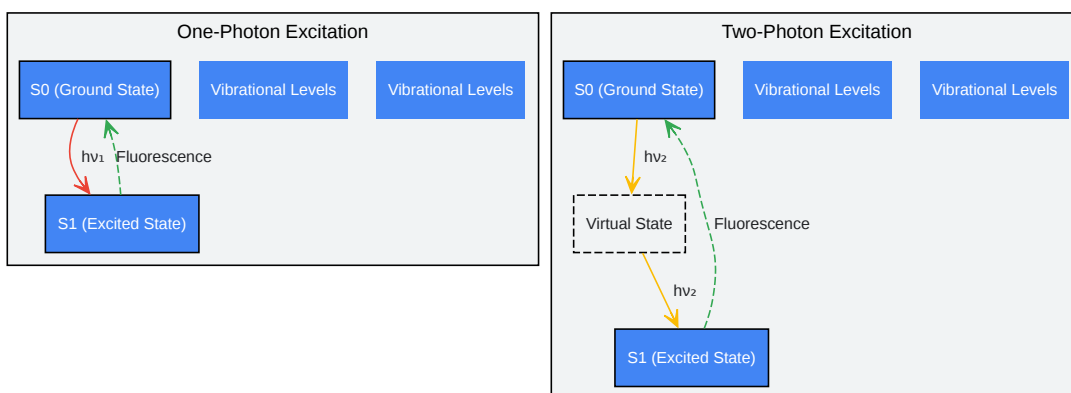 One-Photon Excitation
S0 (Ground State)
Vibrational Levels
Vibrational Levels
hν₁
Fluorescence
S1 (Excited State)
Two-Photon Excitation
S0 (Ground State)
Vibrational Levels
Vibrational Levels
hν₂
Virtual State
Fluorescence
hν₂
S1 (Excited State)